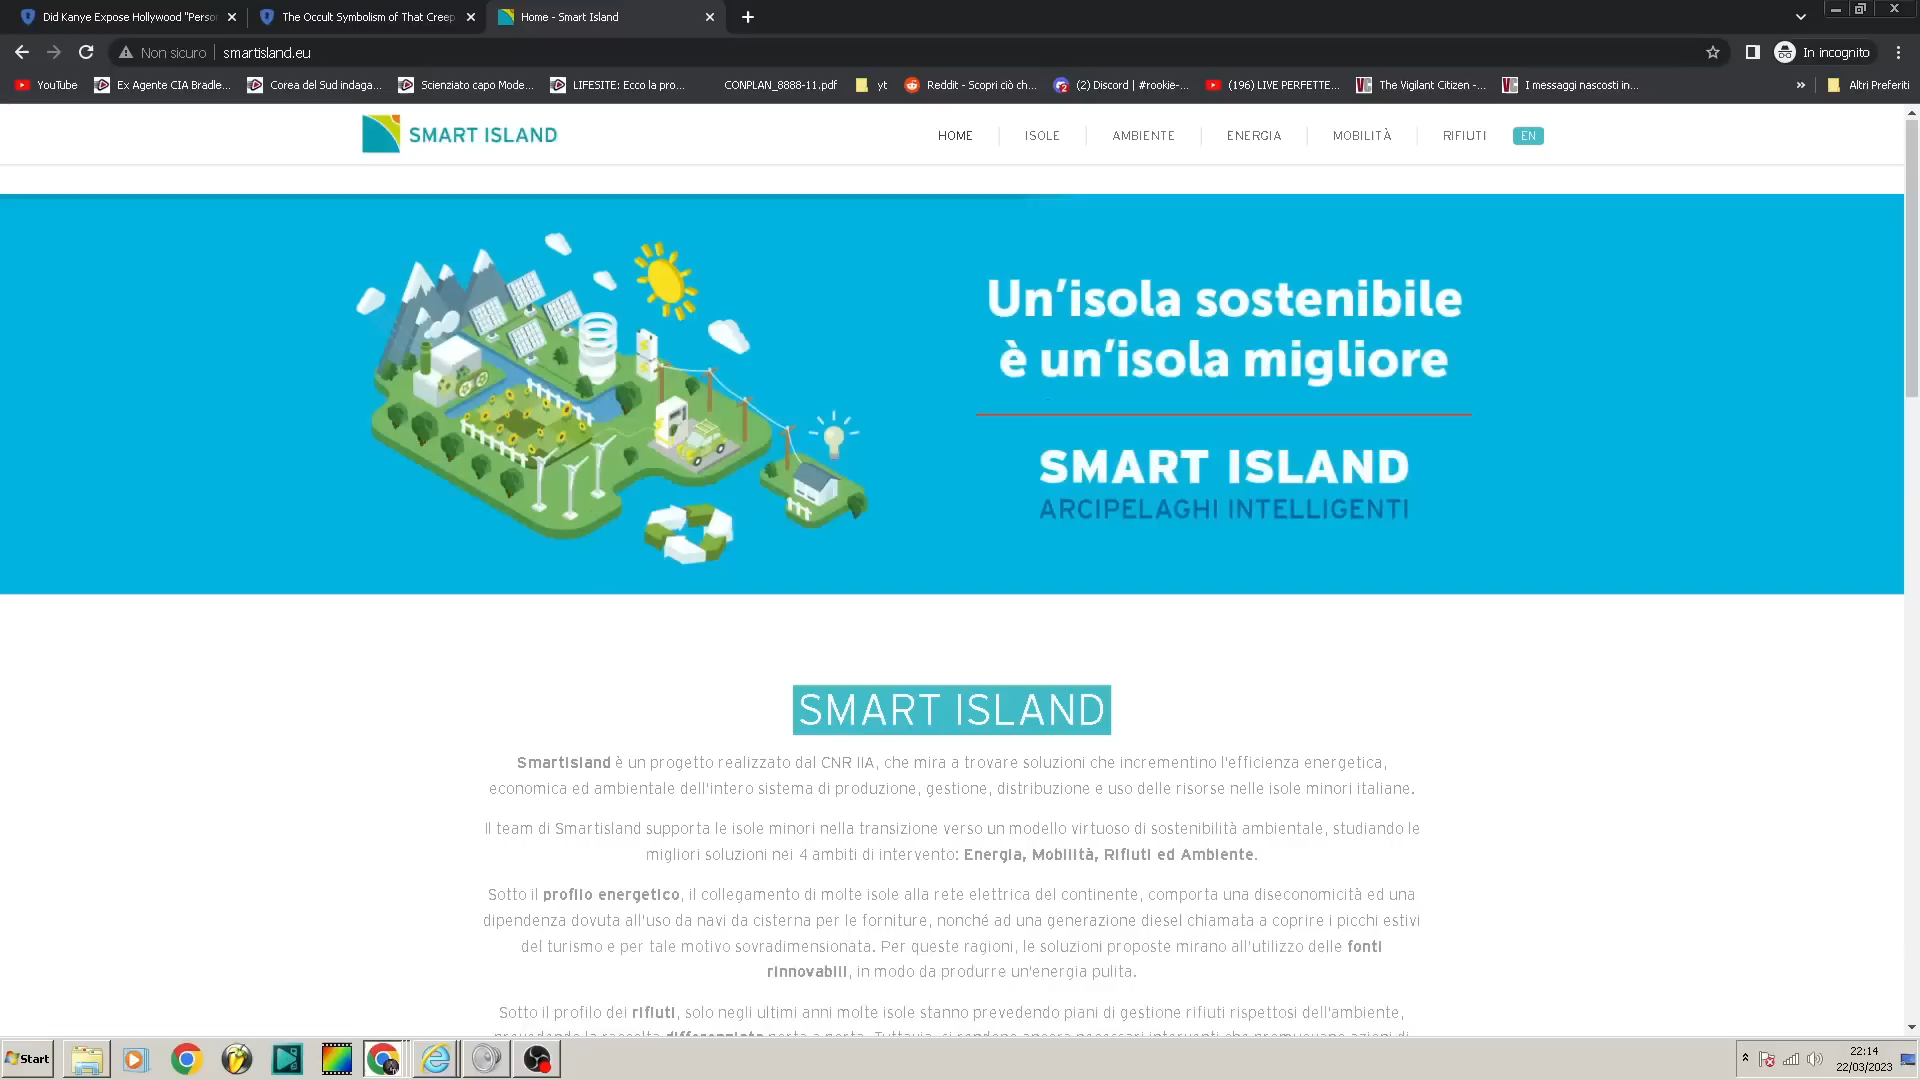 Did Kanye Expose Hollywood "Perso
The Occult Symbolism of That Creep
Home - Smart Island
Non sicuro
smartisland.eu
In incognito
YouTube
Ex Agente CIA Bradle...
Corea del Sud indaga...
Scienziato capo Mode...
LIFESITE: Ecco la pro...
CONPLAN_8888-11.pdf
yt
Reddit - Scopri ciò ch...
(2) Discord | #rookie-...
(196) LIVE PERFETTE...
The Vigilant Citizen -...
I messaggi nascosti in...
»
Altri Preferiti
SMART ISLAND
HOME
ISOLE
AMBIENTE
ENERGIA
MOBILITÀ
RIFIUTI
EN
Un'isola sostenibile
è un'isola migliore
SMART ISLAND
ARCIPELAGHI INTELLIGENTI
SMART ISLAND
SmartIsland è un progetto realizzato dal CNR IIA, che mira a trovare soluzioni che incrementino l'efficienza energetica,
economica ed ambientale dell'intero sistema di produzione, gestione, distribuzione e uso delle risorse nelle isole minori italiane.
Il team di SmartIsland supporta le isole minori nella transizione verso un modello virtuoso di sostenibilità ambientale, studiando le
migliori soluzioni nei 4 ambiti di intervento: Energia, Mobilità, Rifiuti ed Ambiente.
Sotto il profilo energetico, il collegamento di molte isole alla rete elettrica del continente, comporta una diseconomicità ed una
dipendenza dovuta all'uso da navi da cisterna per le forniture, nonché ad una generazione diesel chiamata a coprire i picchi estivi
del turismo e per tale motivo sovradimensionata. Per queste ragioni, le soluzioni proposte mirano all'utilizzo delle fonti
rinnovabili, in modo da produrre un'energia pulita.
Sotto il profilo dei rifiuti, solo negli ultimi anni molte isole stanno prevedendo piani di gestione rifiuti rispettosi dell'ambiente,
Start
22:14
22/03/2023